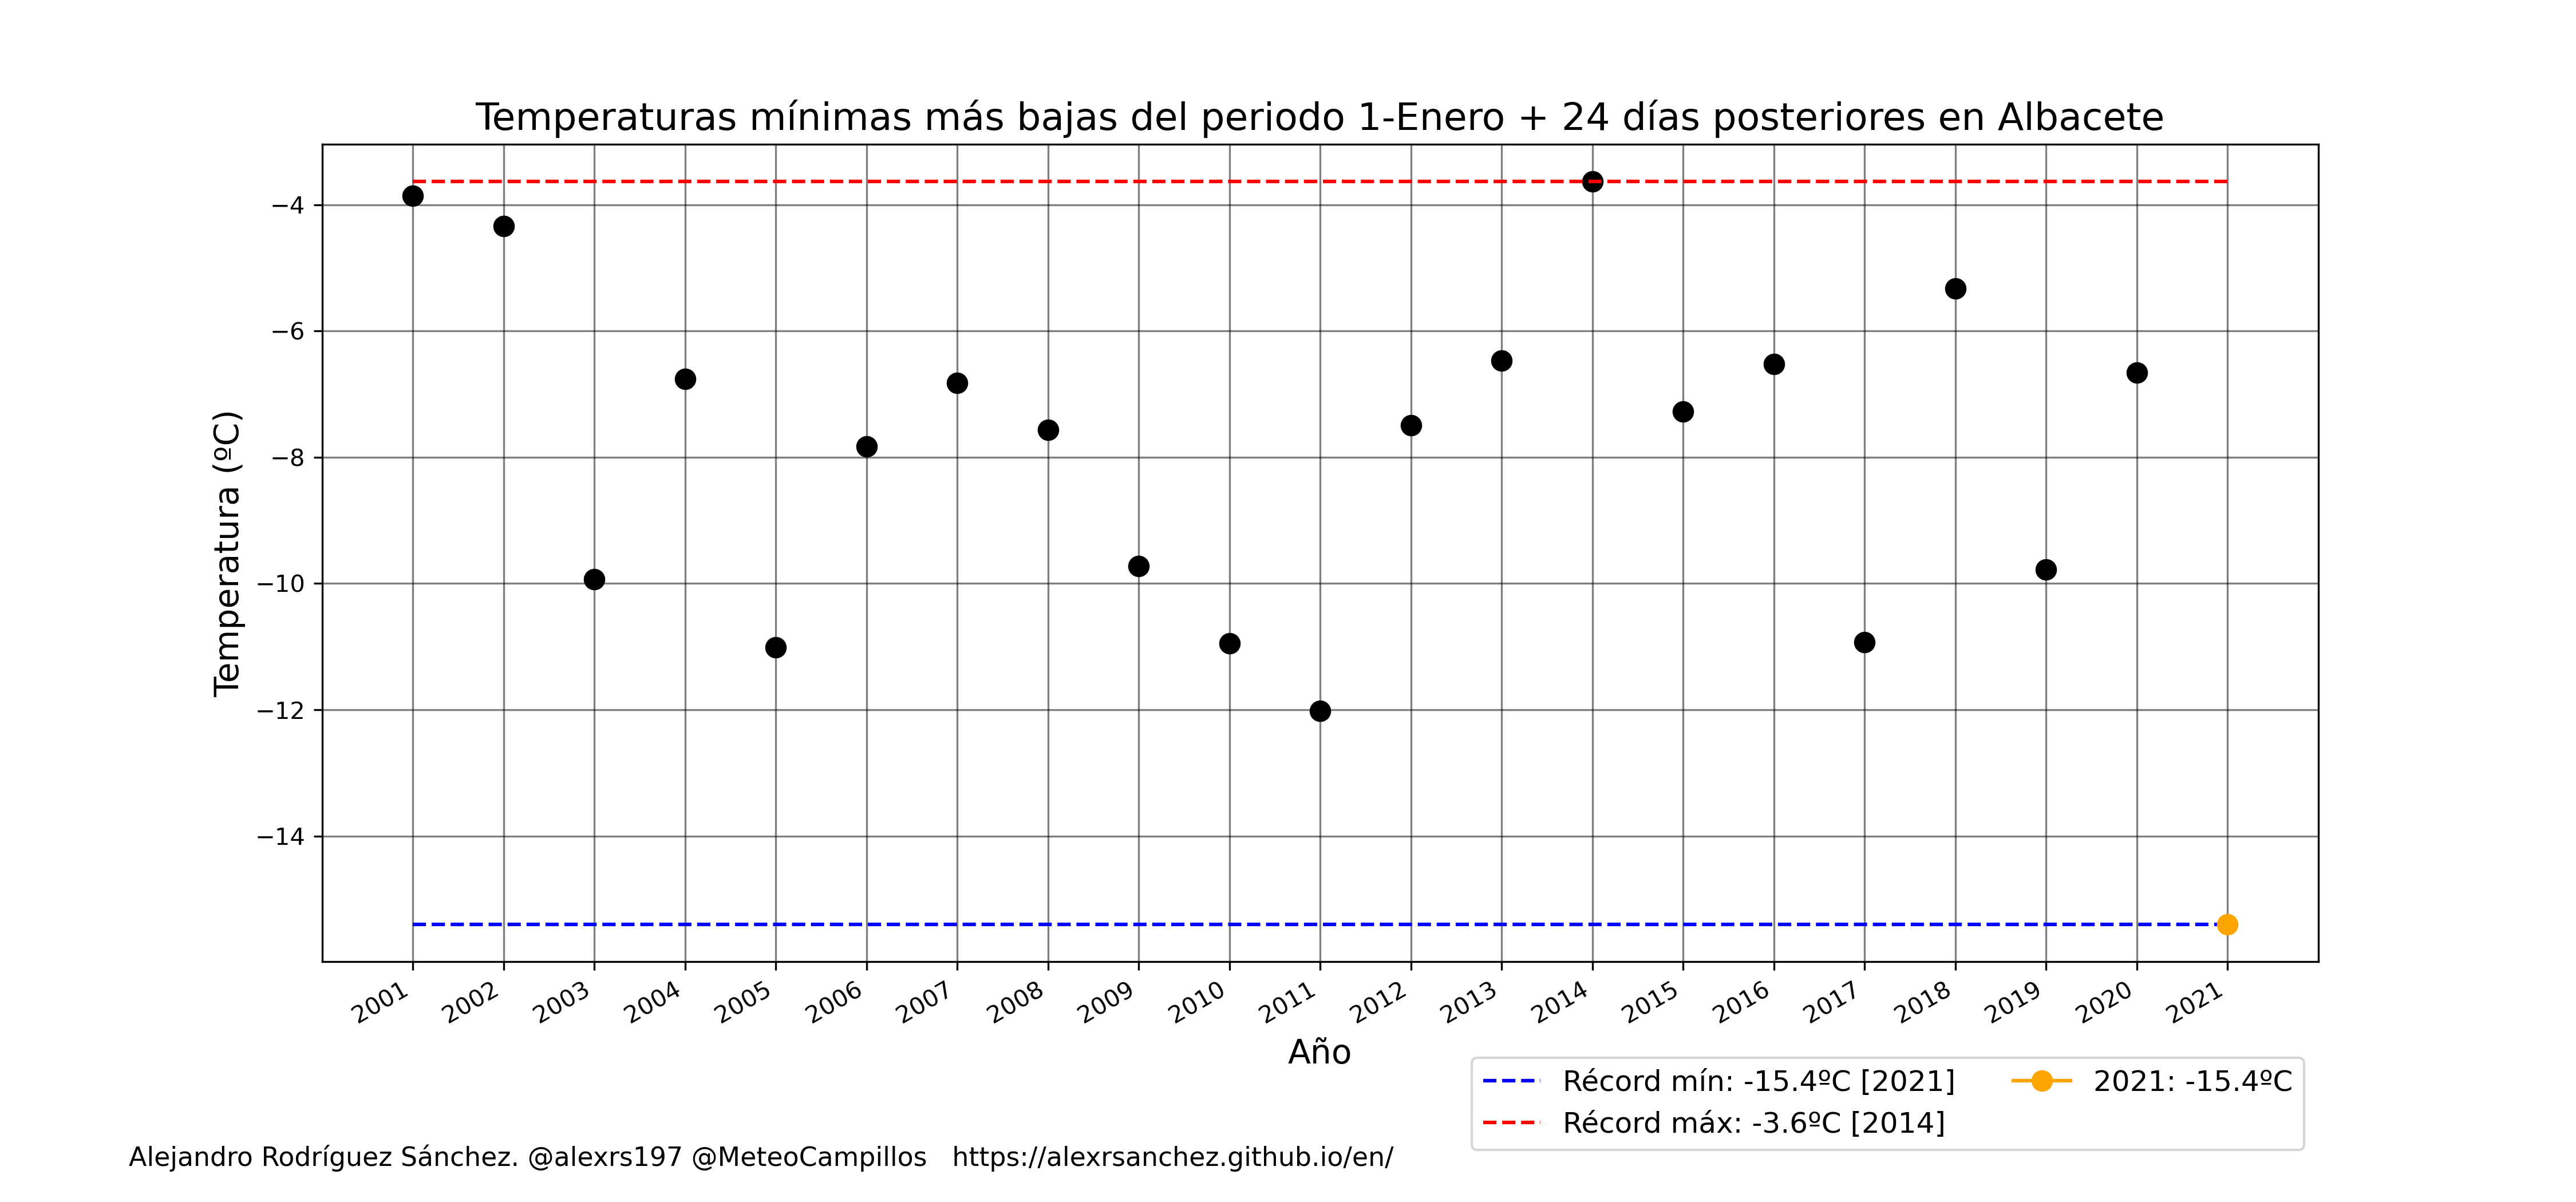 Temperaturas mínimas más bajas del periodo 1-Enero + 24 días posteriores en Albacete
Temperatura (ºC)
−4
−6
−8
−10
−12
−14
2001 2002 2003 2004 2005 2006 2007 2008 2009 2010 2011 2012 2013 2014 2015 2016 2017 2018 2019 2020 2021
Año
Récord mín: -15.4ºC [2021]
Récord máx: -3.6ºC [2014]
2021: -15.4ºC
Alejandro Rodríguez Sánchez. @alexrs197 @MeteoCampillos https://alexrsanchez.github.io/en/